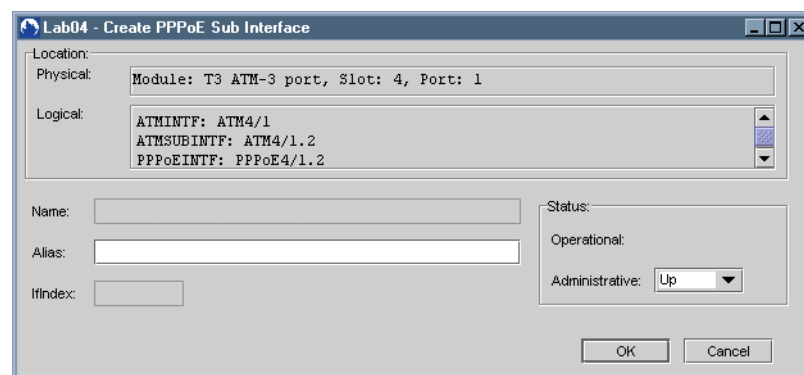 Lab04 - Create PPPoE Sub Interface
Location:
Physical: Module: T3 ATM-3 port, Slot: 4, Port: 1
Logical: ATMINTF: ATM4/1
ATMSUBINTF: ATM4/1.2
PPPoEINTF: PPPoE4/1.2
Name:
Alias:
IfIndex:
Status:
Operational:
Administrative: Up
OK Cancel